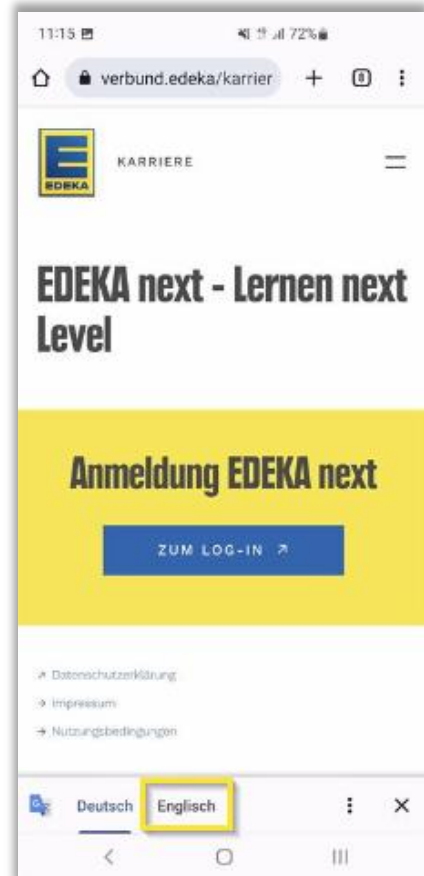 11:15 72%
verbund.edeka/karrier + 8
EDEKA
KARRIERE
EDEKA next - Lernen next
Level
Anmeldung EDEKA next
ZUM LOG-IN ↗
↗ Datenschutzerklärung
→ Impressum
→ Nutzungsbedingungen
Deutsch Englisch